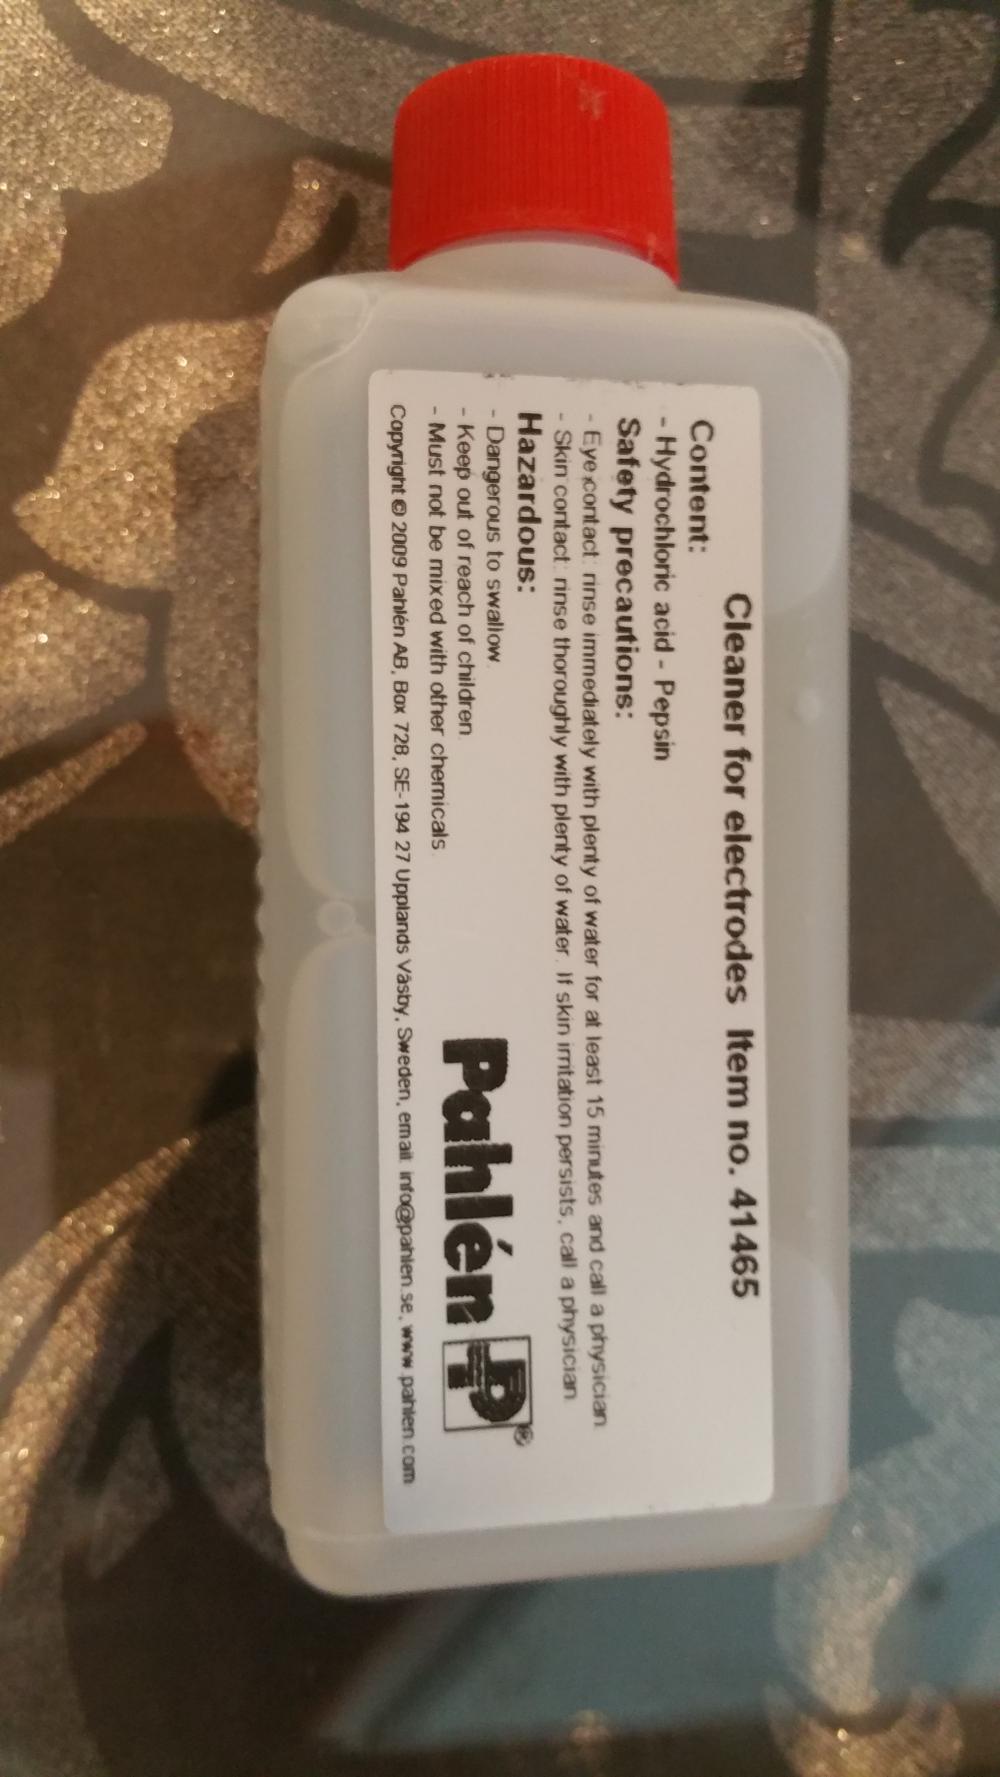 Cleaner for electrodes Item no. 41465
Content:
- Hydrochloric acid - Pepsin
Safety precautions:
- Eye contact: rinse immediately with plenty of water for at least 15 minutes and call a physician
- Skin contact: rinse thoroughly with plenty of water. If skin irritation persists, call a physician
Hazardous:
- Dangerous to swallow.
- Keep out of reach of children.
- Must not be mixed with other chemicals.
Pahlén ®
Copyright © 2009 Pahlén AB, Box 728, SE-194 27 Upplands Väsby, Sweden, email: info@pahlen.se, www.pahlen.com